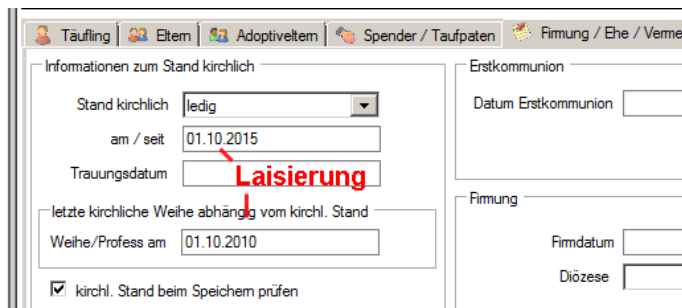 Täufling Eltern Adoptiveltern Spender / Taufpaten Firmung / Ehe / Verme
Informationen zum Stand kirchlich
Stand kirchlich ledig
am / seit 01.10.2015
Trauungsdatum
Laisierung
letzte kirchliche Weihe abhängig vom kirchl. Stand
Weihe/Profess am 01.10.2010
kirchl. Stand beim Speichern prüfen
Erstkommunion
Datum Erstkommunion
Firmung
Firmdatum
Diözese